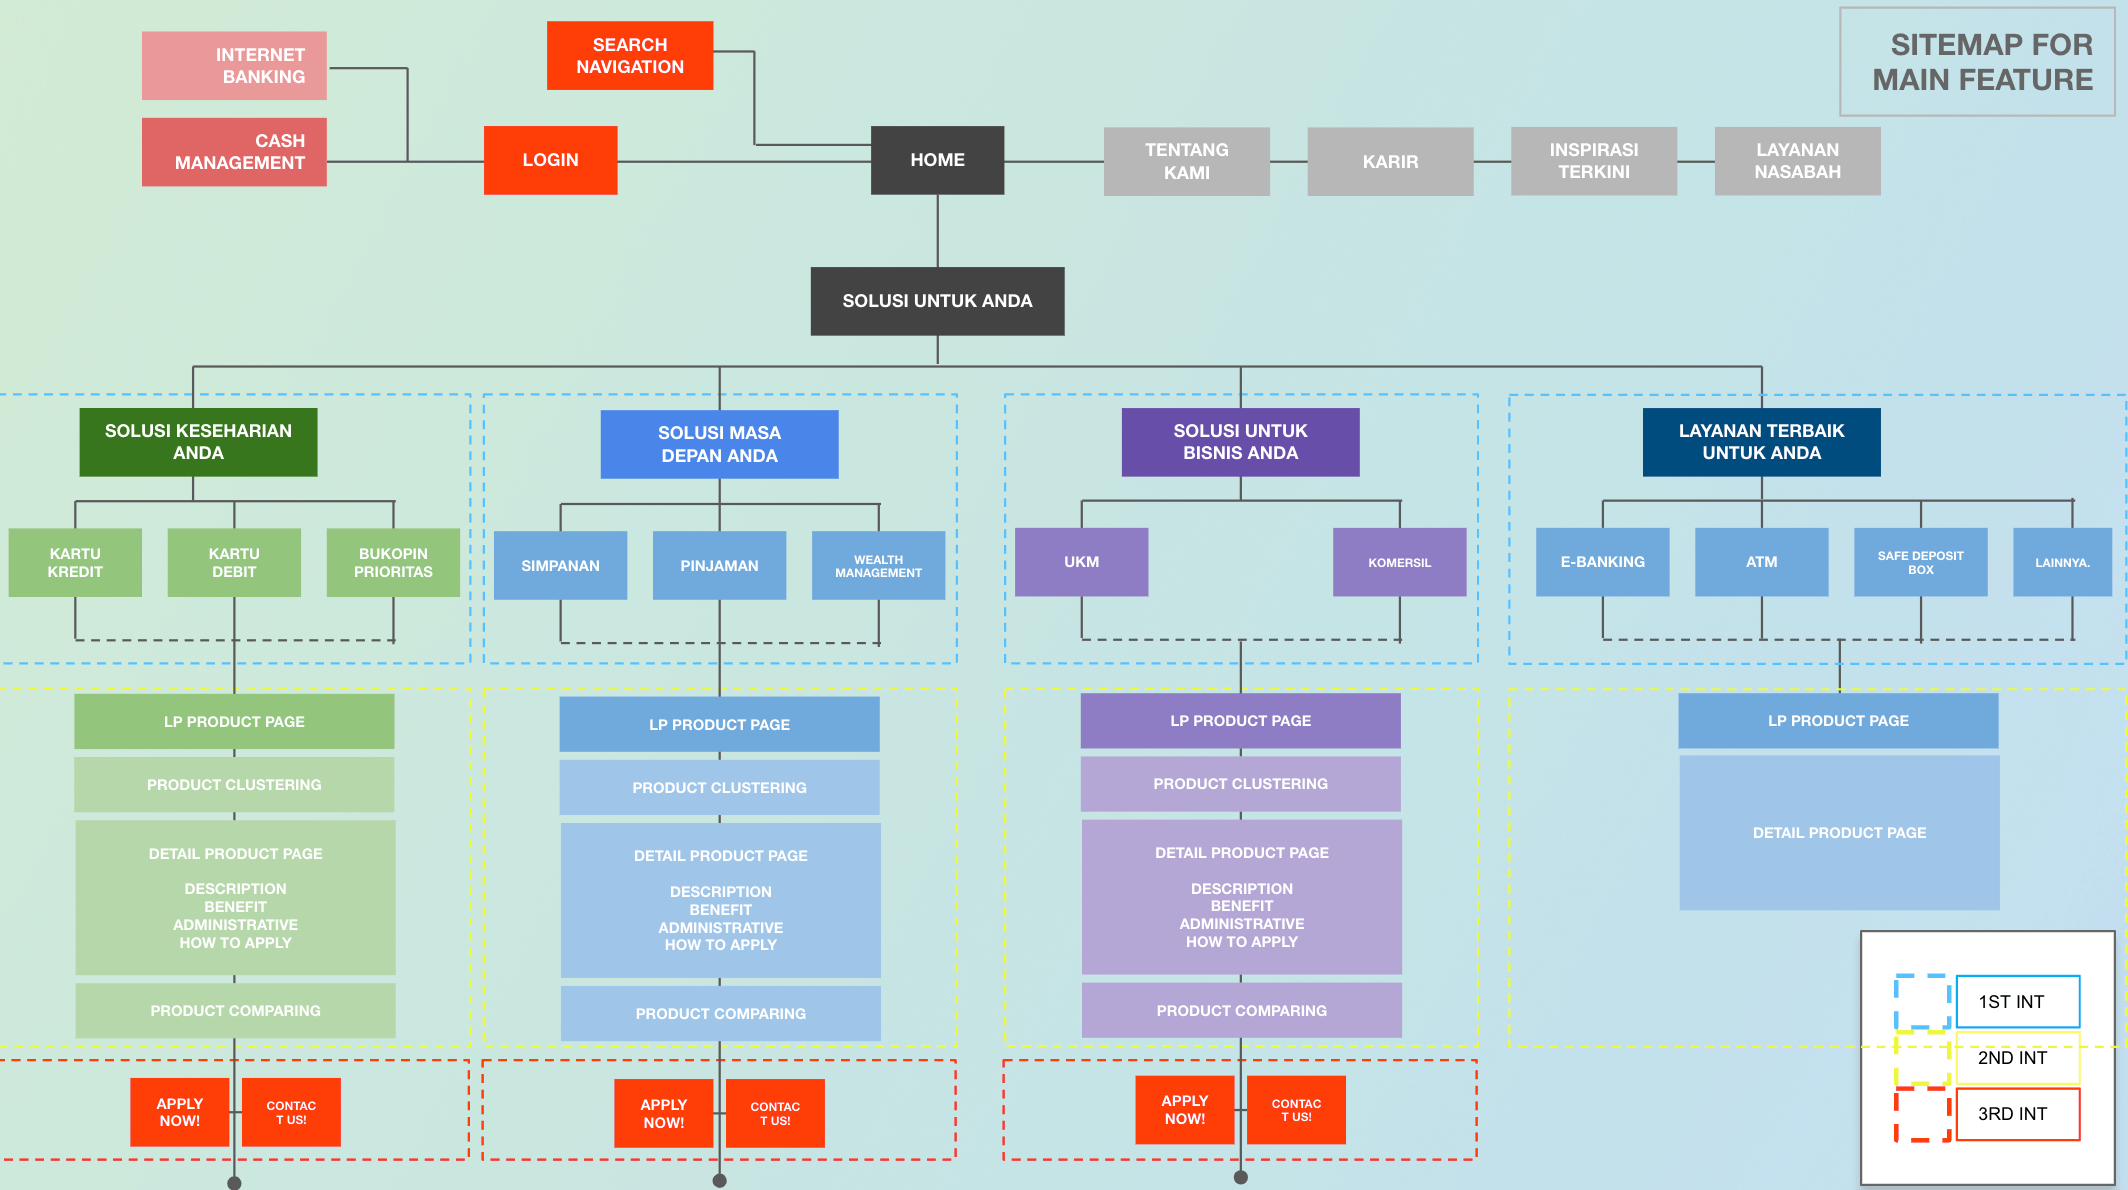 SITEMAP FOR
MAIN FEATURE
INTERNET
BANKING
SEARCH
NAVIGATION
CASH
MANAGEMENT
LOGIN
HOME
TENTANG
KAMI
KARIR
INSPIRASI
TERKINI
LAYANAN
NASABAH
SOLUSI UNTUK ANDA
SOLUSI KESEHARIAN
ANDA
KARTU
KREDIT
KARTU
DEBIT
BUKOPIN
PRIORITAS
LP PRODUCT PAGE
PRODUCT CLUSTERING
DETAIL PRODUCT PAGE
DESCRIPTION
BENEFIT
ADMINISTRATIVE
HOW TO APPLY
PRODUCT COMPARING
APPLY
NOW!
CONTAC
T US!
SOLUSI MASA
DEPAN ANDA
SIMPANAN
PINJAMAN
WEALTH
MANAGEMENT
LP PRODUCT PAGE
PRODUCT CLUSTERING
DETAIL PRODUCT PAGE
DESCRIPTION
BENEFIT
ADMINISTRATIVE
HOW TO APPLY
PRODUCT COMPARING
APPLY
NOW!
CONTAC
T US!
SOLUSI UNTUK
BISNIS ANDA
UKM
KOMERSIL
LP PRODUCT PAGE
PRODUCT CLUSTERING
DETAIL PRODUCT PAGE
DESCRIPTION
BENEFIT
ADMINISTRATIVE
HOW TO APPLY
PRODUCT COMPARING
APPLY
NOW!
CONTAC
T US!
LAYANAN TERBAIK
UNTUK ANDA
E-BANKING
ATM
SAFE DEPOSIT
BOX
LAINNYA.
LP PRODUCT PAGE
DETAIL PRODUCT PAGE
1ST INT
2ND INT
3RD INT